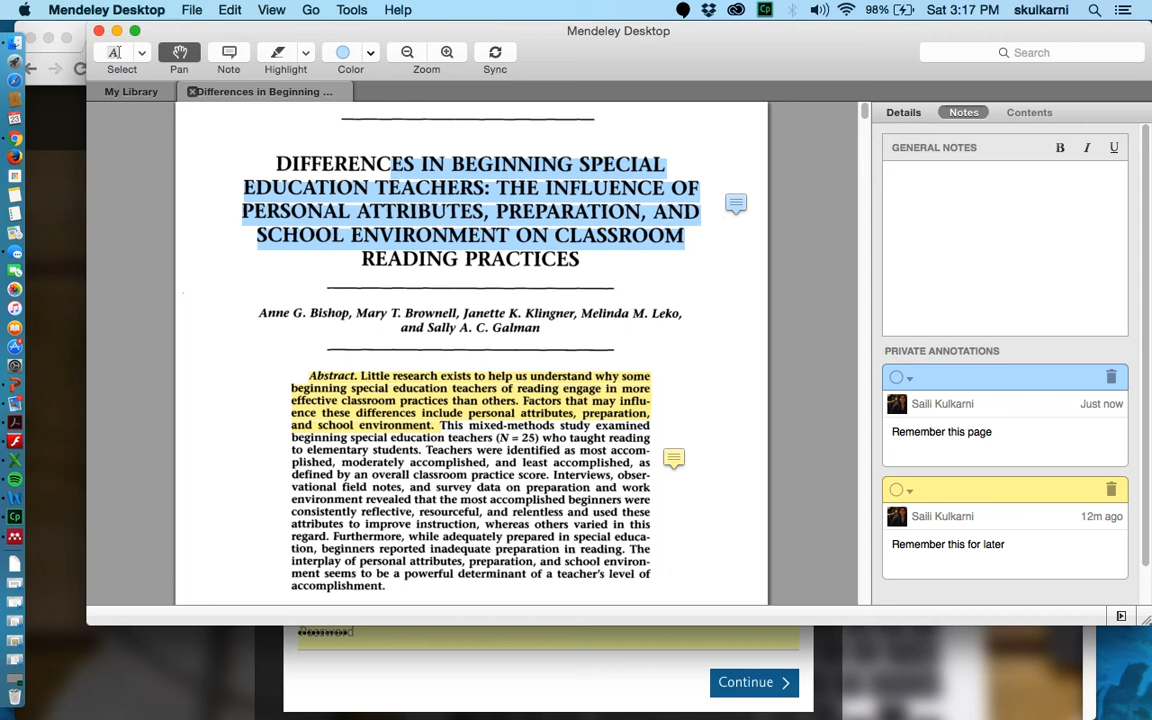 Mendeley Desktop File Edit View Go Tools Help 98% Sat 3:17 PM skulkarni
Mendeley Desktop
Select Pan Note Highlight Color Zoom Sync Search
My Library Differences in Beginning ...
Details Notes Contents
DIFFERENCES IN BEGINNING SPECIAL
EDUCATION TEACHERS: THE INFLUENCE OF
PERSONAL ATTRIBUTES, PREPARATION, AND
SCHOOL ENVIRONMENT ON CLASSROOM
READING PRACTICES
Anne G. Bishop, Mary T. Brownell, Janette K. Klingner, Melinda M. Leko,
and Sally A. C. Galman
Abstract. Little research exists to help us understand why some
beginning special education teachers of reading engage in more
effective classroom practices than others. Factors that may influ-
ence these differences include personal attributes, preparation,
and school environment. This mixed-methods study examined
beginning special education teachers (N = 25) who taught reading
to elementary students. Teachers were identified as most accom-
plished, moderately accomplished, and least accomplished, as
defined by an overall classroom practice score. Interviews, obser-
vational field notes, and survey data on preparation and work
environment revealed that the most accomplished beginners were
consistently reflective, resourceful, and relentless and used these
attributes to improve instruction, whereas others varied in this
regard. Furthermore, while adequately prepared in special educa-
tion, beginners reported inadequate preparation in reading. The
interplay of personal attributes, preparation, and school environ-
ment seems to be a powerful determinant of a teacher's level of
accomplishment.
GENERAL NOTES B I U
PRIVATE ANNOTATIONS
Saili Kulkarni Just now
Remember this page
Saili Kulkarni 12m ago
Remember this for later
Password
Continue